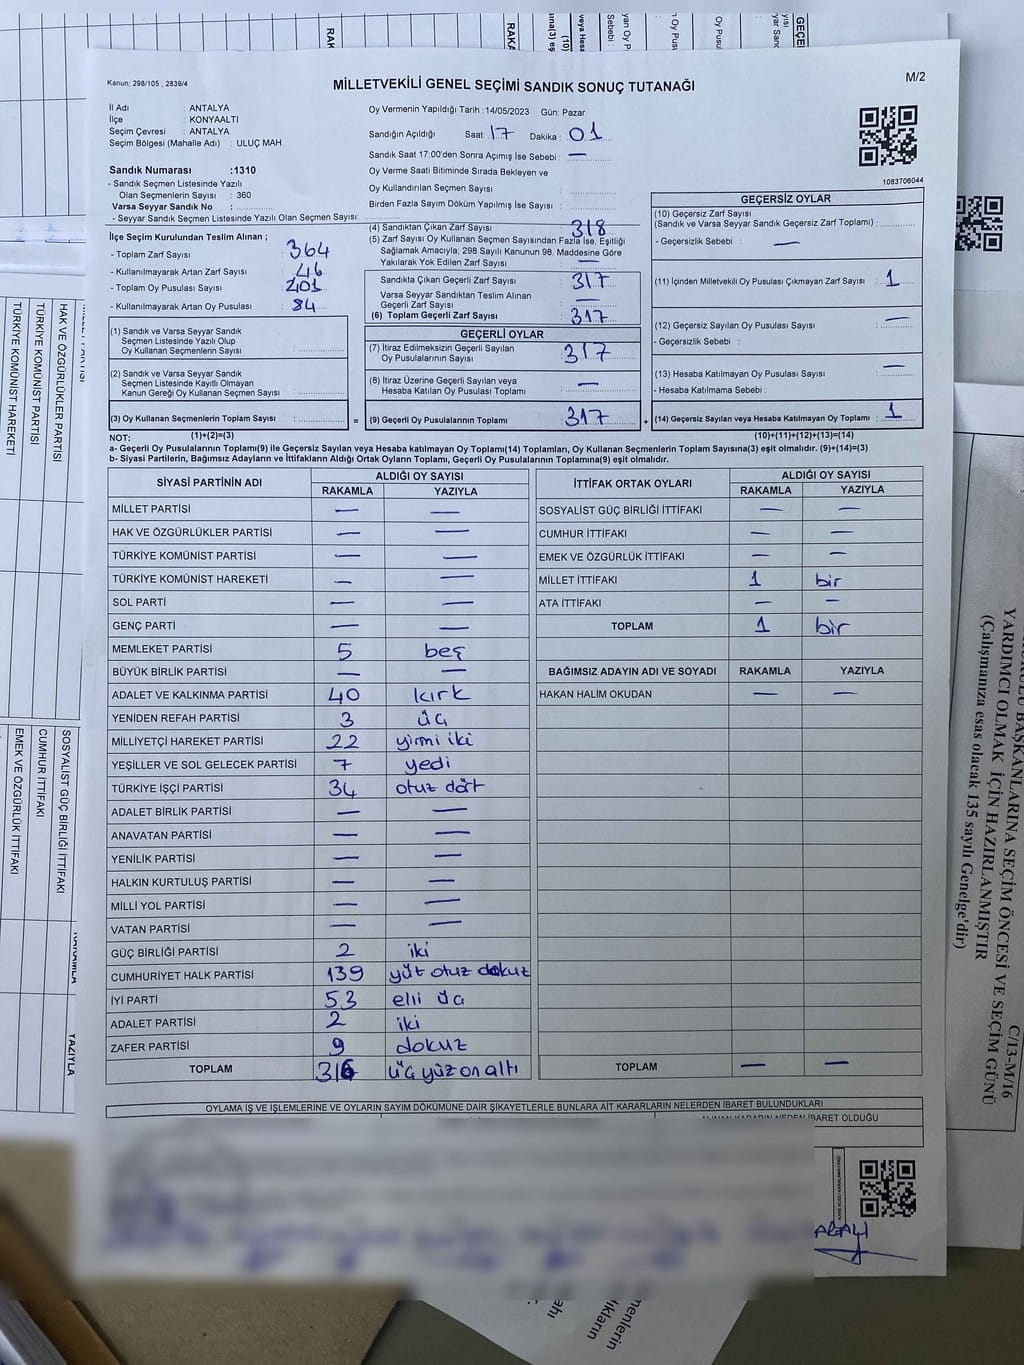 Kanun; 298/105 , 2839/4
MİLLETVEKİLİ GENEL SEÇİMİ SANDIK SONUÇ TUTANAĞI
M/2
İl Adı : ANTALYA
İlçe : KONYAALTI
Seçim Çevresi : ANTALYA
Seçim Bölgesi (Mahalle Adı) : ULUÇ MAH.
Oy Vermenin Yapıldığı Tarih :14/05/2023 Gün: Pazar
Sandığın Açıldığı Saat: 17 Dakika : 01
Sandık Saat 17:00'den Sonra Açımış İse Sebebi : —
Oy Verme Saati Bitiminde Sırada Bekleyen ve
Oy Kullandırılan Seçmen Sayısı :
Birden Fazla Sayım Döküm Yapılmış İse Sayısı :
1083706044
Sandık Numarası :1310
- Sandık Seçmen Listesinde Yazılı
Olan Seçmenlerin Sayısı : 360
Varsa Seyyar Sandık No :
- Seyyar Sandık Seçmen Listesinde Yazılı Olan Seçmen Sayısı:
İlçe Seçim Kurulundan Teslim Alınan ;
- Toplam Zarf Sayısı : 364
- Kullanılmayarak Artan Zarf Sayısı : 46
- Toplam Oy Pusulası Sayısı : 401
- Kullanılmayarak Artan Oy Pusulası : 84
(1) Sandık ve Varsa Seyyar Sandık
Seçmen Listesinde Yazılı Olup
Oy Kullanan Seçmenlerin Sayısı :
(2) Sandık ve Varsa Seyyar Sandık
Seçmen Listesinde Kayıtlı Olmayan
Kanun Gereği Oy Kullanan Seçmen Sayısı :
(3) Oy Kullanan Seçmenlerin Toplam Sayısı :
(1)+(2)=(3)
(4) Sandıktan Çıkan Zarf Sayısı : 318
(5) Zarf Sayısı Oy Kullanan Seçmen Sayısından Fazla İse, Eşitliği
Sağlamak Amacıyla; 298 Sayılı Kanunun 98. Maddesine Göre
Yakılarak Yok Edilen Zarf Sayısı : —
Sandıkta Çıkan Geçerli Zarf Sayısı : 317
Varsa Seyyar Sandıktan Teslim Alınan
Geçerli Zarf Sayısı : —
(6) Toplam Geçerli Zarf Sayısı : 317
GEÇERLİ OYLAR
(7) İtiraz Edilmeksizin Geçerli Sayılan
Oy Pusulalarının Sayısı : 317
(8) İtiraz Üzerine Geçerli Sayılan veya
Hesaba Katılan Oy Pusulası Toplamı : —
= (9) Geçerli Oy Pusulalarının Toplamı : 317 +
GEÇERSİZ OYLAR
(10) Geçersiz Zarf Sayısı
(Sandık ve Varsa Seyyar Sandık Geçersiz Zarf Toplamı) :
- Geçersizlik Sebebi : —
(11) İçinden Milletvekili Oy Pusulası Çıkmayan Zarf Sayısı : 1
(12) Geçersiz Sayılan Oy Pusulası Sayısı : —
- Geçersizlik Sebebi :
(13) Hesaba Katılmayan Oy Pusulası Sayısı : —
- Hesaba Katılmama Sebebi :
(14) Geçersiz Sayılan veya Hesaba Katılmayan Oy Toplamı : 1
(10)+(11)+(12)+(13)=(14)
NOT:
a- Geçerli Oy Pusulalarının Toplamı(9) ile Geçersiz Sayılan veya Hesaba katılmayan Oy Toplamı(14) Toplamları, Oy Kullanan Seçmenlerin Toplam Sayısına(3) eşit olmalıdır. (9)+(14)=(3)
b- Siyasi Partilerin, Bağımsız Adayların ve İttifakların Aldığı Ortak Oyların Toplamı, Geçerli Oy Pusulalarının Toplamına(9) eşit olmalıdır.
SİYASİ PARTİNİN ADI ALDIĞI OY SAYISI
RAKAMLA YAZIYLA
MİLLET PARTİSİ — —
HAK VE ÖZGÜRLÜKLER PARTİSİ — —
TÜRKİYE KOMÜNİST PARTİSİ — —
TÜRKİYE KOMÜNİST HAREKETİ — —
SOL PARTİ — —
GENÇ PARTİ — —
MEMLEKET PARTİSİ 5 beş
BÜYÜK BİRLİK PARTİSİ — —
ADALET VE KALKINMA PARTİSİ 40 kırk
YENİDEN REFAH PARTİSİ 3 üç
MİLLİYETÇİ HAREKET PARTİSİ 22 yirmi iki
YEŞİLLER VE SOL GELECEK PARTİSİ 7 yedi
TÜRKİYE İŞÇİ PARTİSİ 34 otuz dört
ADALET BİRLİK PARTİSİ — —
ANAVATAN PARTİSİ — —
YENİLİK PARTİSİ — —
HALKIN KURTULUŞ PARTİSİ — —
MİLLİ YOL PARTİSİ — —
VATAN PARTİSİ — —
GÜÇ BİRLİĞİ PARTİSİ 2 iki
CUMHURİYET HALK PARTİSİ 139 yüz otuz dokuz
İYİ PARTİ 53 elli üç
ADALET PARTİSİ 2 iki
ZAFER PARTİSİ 9 dokuz
TOPLAM 316 üç yüz on altı
İTTİFAK ORTAK OYLARI ALDIĞI OY SAYISI
RAKAMLA YAZIYLA
SOSYALİST GÜÇ BİRLİĞİ İTTİFAKI — —
CUMHUR İTTİFAKI — —
EMEK VE ÖZGÜRLÜK İTTİFAKI — —
MİLLET İTTİFAKI 1 bir
ATA İTTİFAKI — —
TOPLAM 1 bir
BAĞIMSIZ ADAYIN ADI VE SOYADI RAKAMLA YAZIYLA
HAKAN HALİM OKUDAN — —
TOPLAM — —
OYLAMA İŞ VE İŞLEMLERİNE VE OYLARIN SAYIM DÖKÜMÜNE DAİR ŞİKAYETLERLE BUNLARA AİT KARARLARIN NELERDEN İBARET BULUNDUKLARI
ALINAN KARARIN NEDEN İBARET OLDUĞU
HAK VE ÖZGÜRLÜKLER PARTİSİ
TÜRKİYE KOMÜNİST PARTİSİ
TÜRKİYE KOMÜNİST HAREKETİ
SOSYALİST GÜÇ BİRLİĞİ İTTİFAKI
CUMHUR İTTİFAKI
EMEK VE ÖZGÜRLÜK İTTİFAKI
RAKAMLA
YAZIYLA
YARDIMCI OLMAK İÇİN HAZIRLANMIŞTIR
(Çalışmanıza esas olacak 135 sayılı Genelge'dir)
C/13-M/16